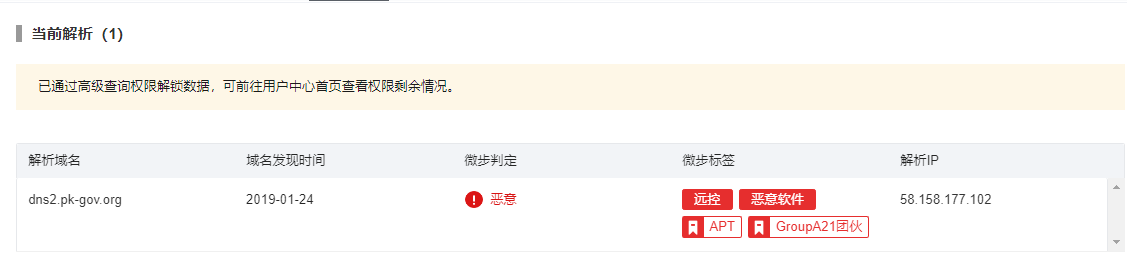 当前解析（1）
已通过高级查询权限解锁数据，可前往用户中心首页查看权限剩余情况。
解析域名 域名发现时间 微步判定 微步标签 解析IP
dns2.pk-gov.org 2019-01-24 恶意 远控 恶意软件 58.158.177.102
APT GroupA21团伙